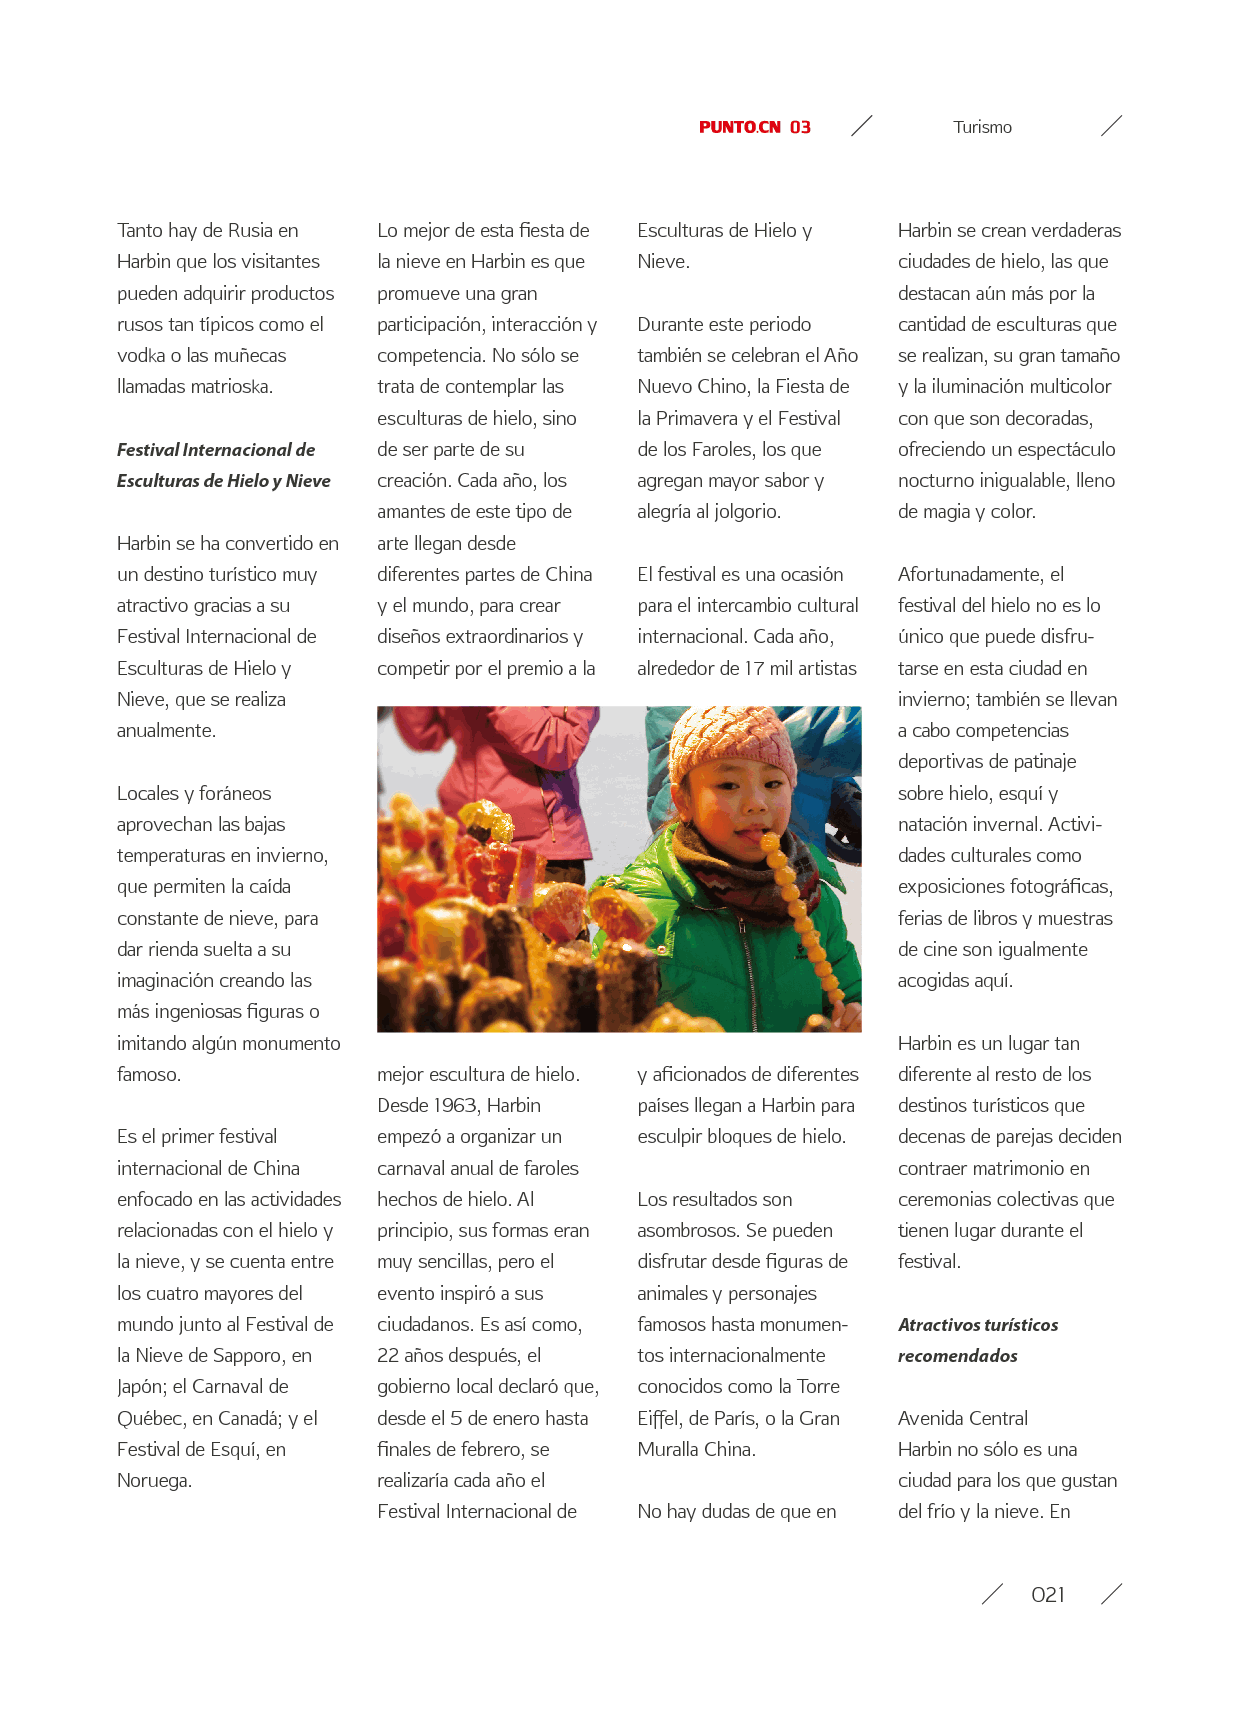 PUNTO.CN 03
Turismo
Tanto hay de Rusia en
Harbin que los visitantes
pueden adquirir productos
rusos tan típicos como el
vodka o las muñecas
llamadas matrioska.
Festival Internacional de
Esculturas de Hielo y Nieve
Harbin se ha convertido en
un destino turístico muy
atractivo gracias a su
Festival Internacional de
Esculturas de Hielo y
Nieve, que se realiza
anualmente.
Locales y foráneos
aprovechan las bajas
temperaturas en invierno,
que permiten la caída
constante de nieve, para
dar rienda suelta a su
imaginación creando las
más ingeniosas figuras o
imitando algún monumento
famoso.
Es el primer festival
internacional de China
enfocado en las actividades
relacionadas con el hielo y
la nieve, y se cuenta entre
los cuatro mayores del
mundo junto al Festival de
la Nieve de Sapporo, en
Japón; el Carnaval de
Québec, en Canadá; y el
Festival de Esquí, en
Noruega.
Lo mejor de esta fiesta de
la nieve en Harbin es que
promueve una gran
participación, interacción y
competencia. No sólo se
trata de contemplar las
esculturas de hielo, sino
de ser parte de su
creación. Cada año, los
amantes de este tipo de
arte llegan desde
diferentes partes de China
y el mundo, para crear
diseños extraordinarios y
competir por el premio a la
mejor escultura de hielo.
Desde 1963, Harbin
empezó a organizar un
carnaval anual de faroles
hechos de hielo. Al
principio, sus formas eran
muy sencillas, pero el
evento inspiró a sus
ciudadanos. Es así como,
22 años después, el
gobierno local declaró que,
desde el 5 de enero hasta
finales de febrero, se
realizaría cada año el
Festival Internacional de
Esculturas de Hielo y
Nieve.
Durante este periodo
también se celebran el Año
Nuevo Chino, la Fiesta de
la Primavera y el Festival
de los Faroles, los que
agregan mayor sabor y
alegría al jolgorio.
El festival es una ocasión
para el intercambio cultural
internacional. Cada año,
alrededor de 17 mil artistas
y aficionados de diferentes
países llegan a Harbin para
esculpir bloques de hielo.
Los resultados son
asombrosos. Se pueden
disfrutar desde figuras de
animales y personajes
famosos hasta monumen-
tos internacionalmente
conocidos como la Torre
Eiffel, de París, o la Gran
Muralla China.
No hay dudas de que en
Harbin se crean verdaderas
ciudades de hielo, las que
destacan aún más por la
cantidad de esculturas que
se realizan, su gran tamaño
y la iluminación multicolor
con que son decoradas,
ofreciendo un espectáculo
nocturno inigualable, lleno
de magia y color.
Afortunadamente, el
festival del hielo no es lo
único que puede disfru-
tarse en esta ciudad en
invierno; también se llevan
a cabo competencias
deportivas de patinaje
sobre hielo, esquí y
natación invernal. Activi-
dades culturales como
exposiciones fotográficas,
ferias de libros y muestras
de cine son igualmente
acogidas aquí.
Harbin es un lugar tan
diferente al resto de los
destinos turísticos que
decenas de parejas deciden
contraer matrimonio en
ceremonias colectivas que
tienen lugar durante el
festival.
Atractivos turísticos
recomendados
Avenida Central
Harbin no sólo es una
ciudad para los que gustan
del frío y la nieve. En
021